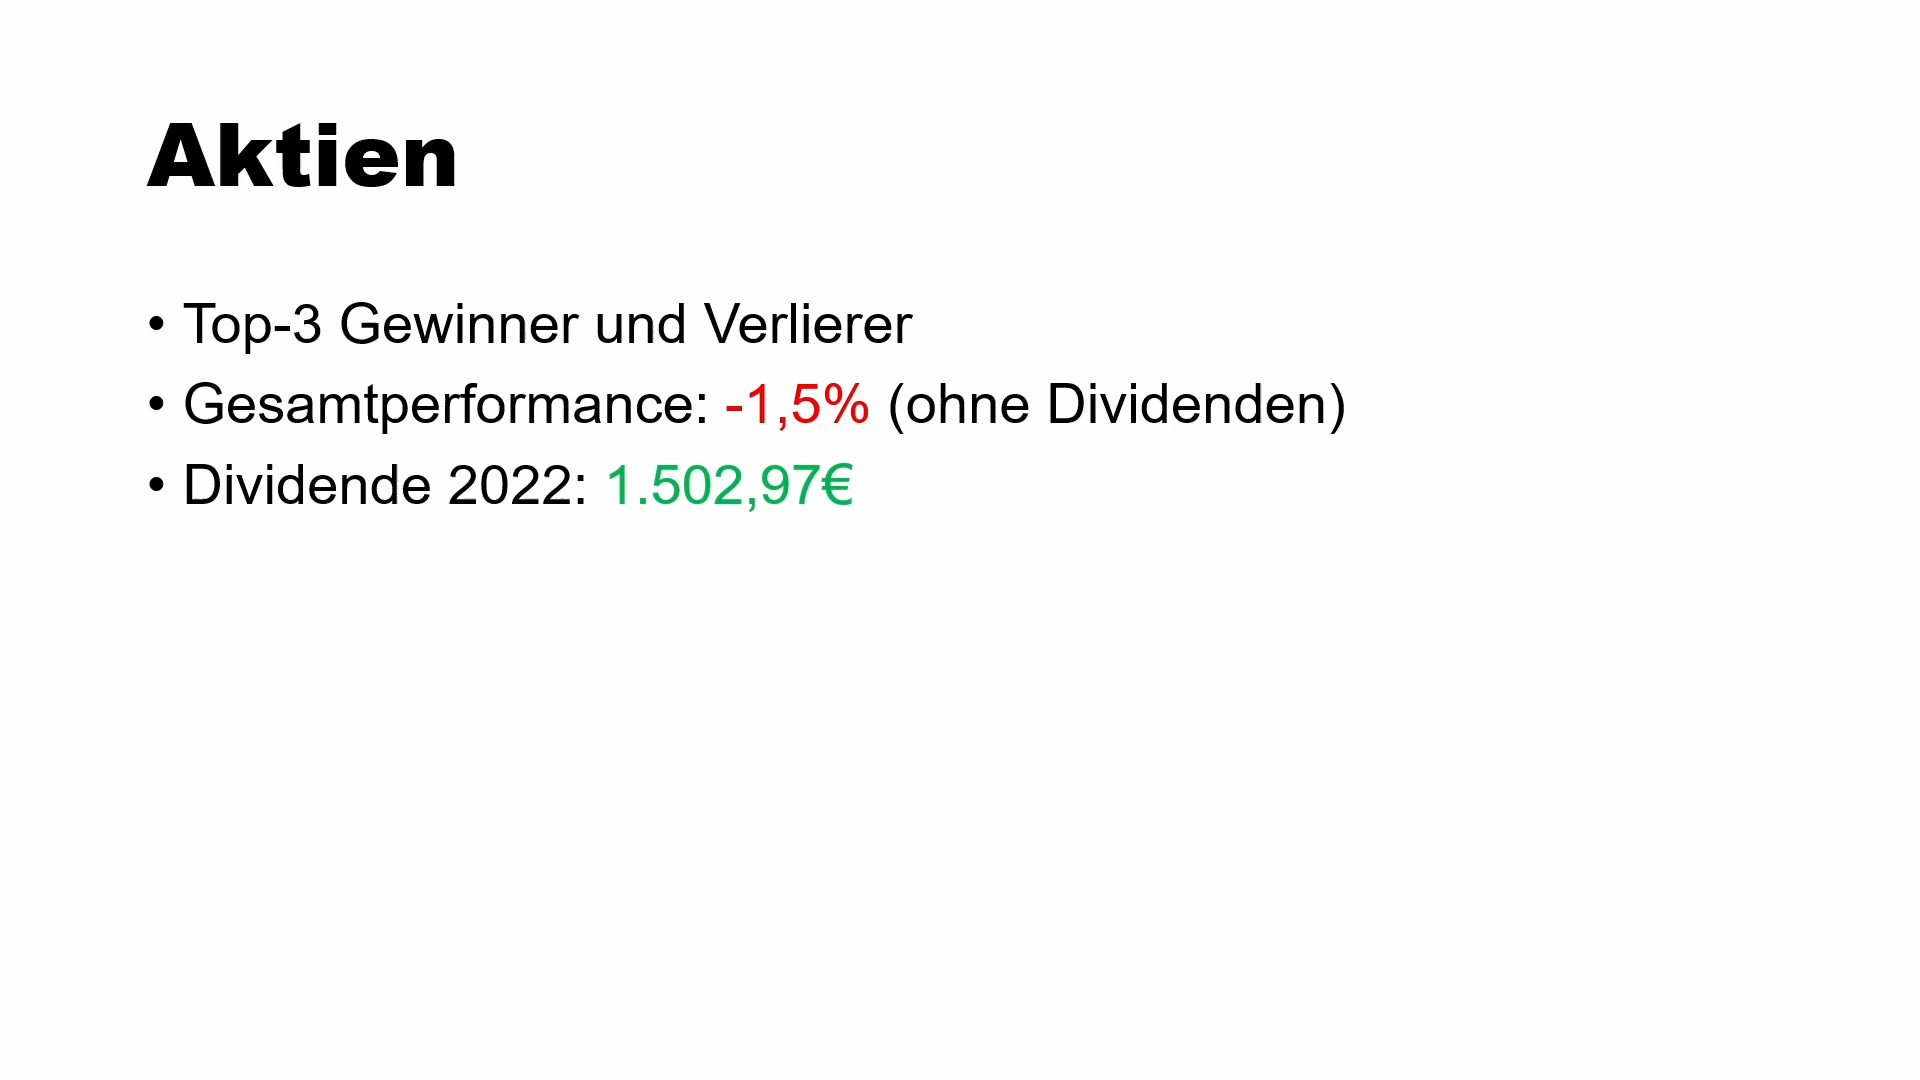 Aktien
• Top-3 Gewinner und Verlierer
• Gesamtperformance: -1,5% (ohne Dividenden)
• Dividende 2022: 1.502,97€